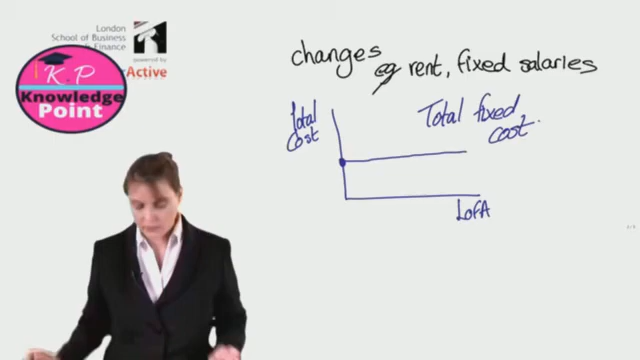 London
School of Business
Finance
powered by
Active
K.P
Knowledge
Point
changes
eg rent, fixed salaries
Total
Cost
Total fixed
cost.
LofA